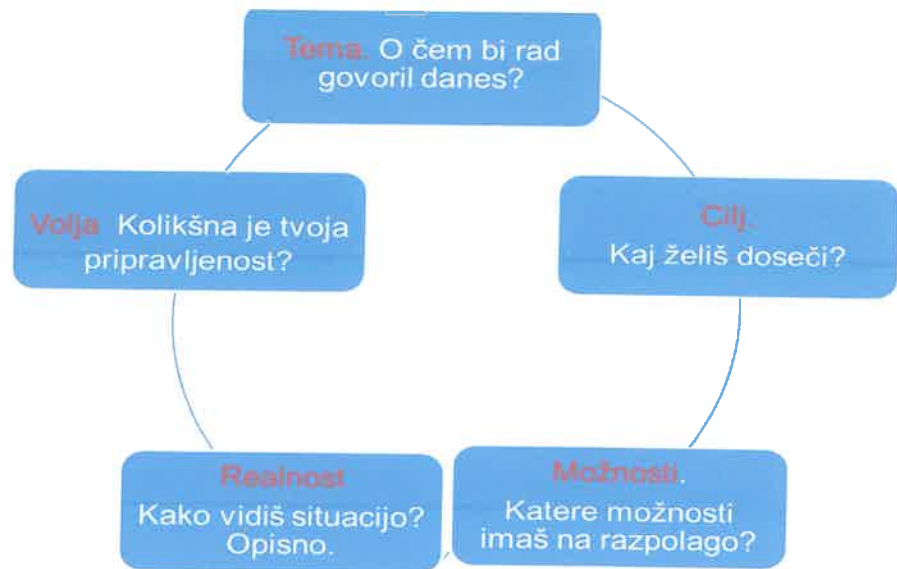 Tema. O čem bi rad
govoril danes?
Cilj.
Kaj želiš doseči?
Možnosti.
Katere možnosti
imaš na razpolago?
Realnost
Kako vidiš situacijo?
Opisno.
Volja Kolikšna je tvoja
pripravljenost?